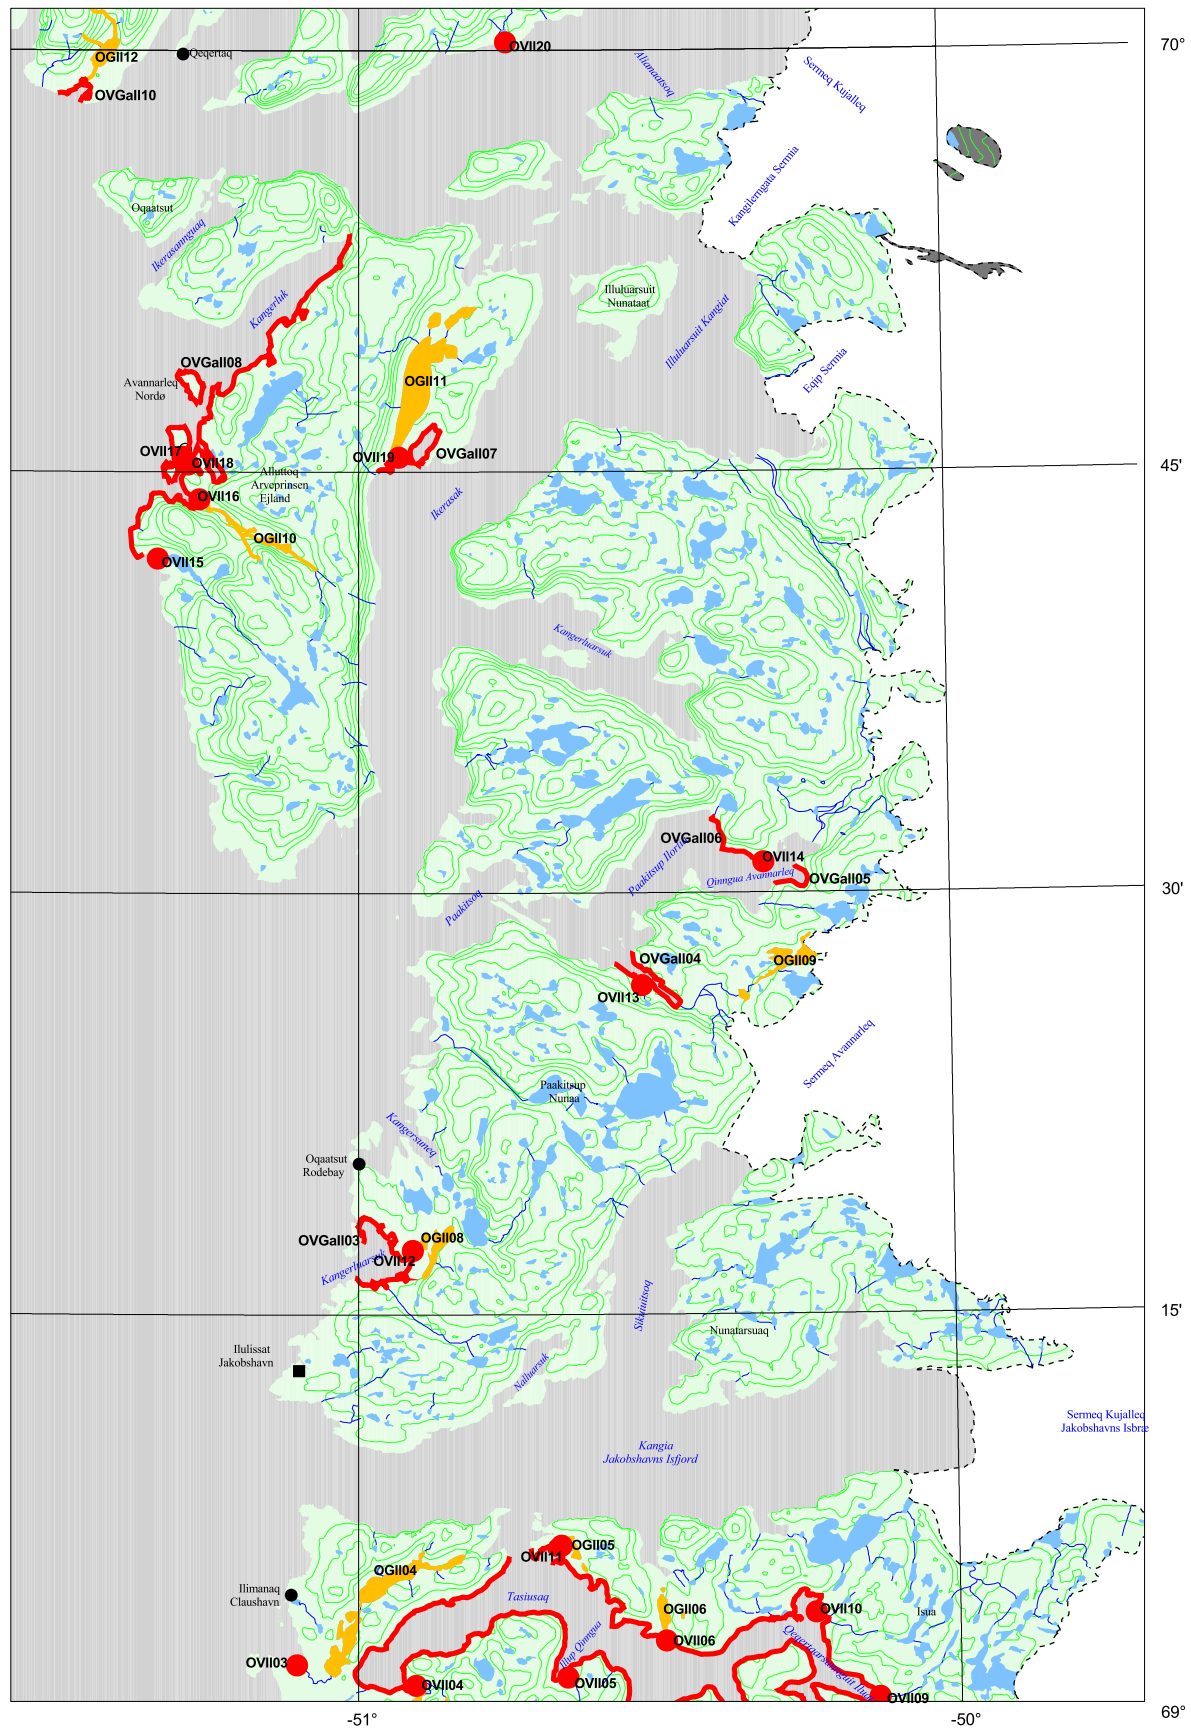 OVII20
70°
OGII12
Qeqertaq
Sermeq Kujalleq
OVGaII10
Kangilerngata Sermia
Oqaatsut
Ikerasannguaq
Illuluarsuit
Nunataat
Kangerluk
Illuluarsuit Kangiat
Eqip Sermia
OVGaII08
Avannarleq
Nordø
OGII11
OVII17
OVII18
OVII19
OVGaII07
45'
Alluttoq
Arveprinsen
Ejland
OVII16
Ikerasak
OGII10
OVII15
Kangerluarsuk
OVGaII06
OVII14
Paakitsup Ilorlia
Qinngua Avannarleq
OVGaII05
30'
Paakitsoq
OVGaII04
OGII09
OVII13
Sermeq Avannarleq
Paakitsup
Nunaa
Kangersuneq
Oqaatsut
Rodebay
OVGaII03
OGII08
OVII12
Kangerluarsuk
Sikuiuitsoq
15'
Nunatarsuaq
Ilulissat
Jakobshavn
Nalluarsuk
Sermeq Kujalleq
Jakobshavns Isbræ
Kangia
Jakobshavns Isfjord
OVII11
OGII05
OGII04
Ilimanaq
Claushavn
Tasiusaq
OGII06
OVII10
Isua
OVII06
Illup Qinngua
OVII03
OVII04
OVII05
OVII09
69°
-51°
-50°